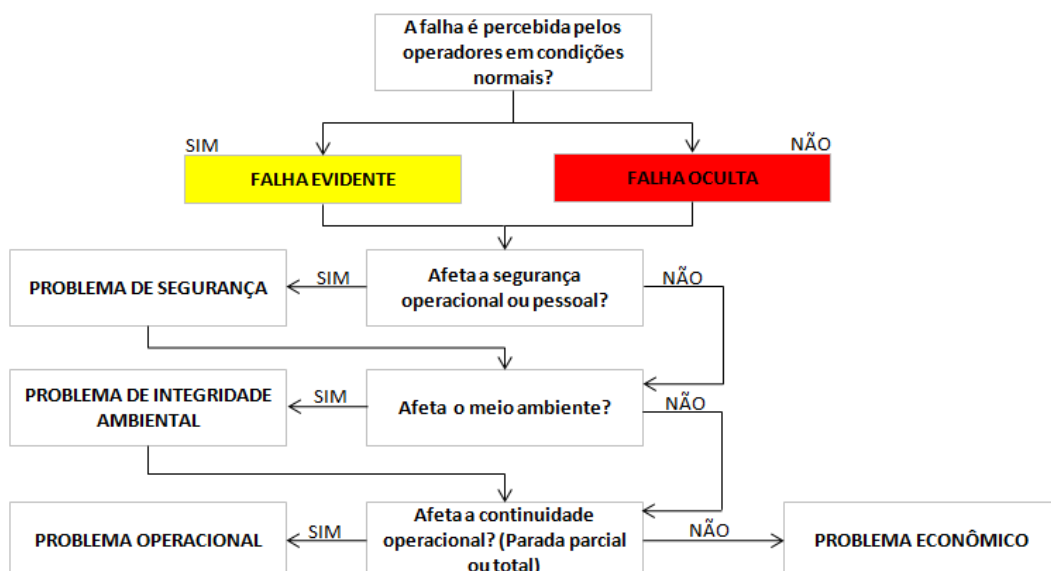 A falha é percebida pelos
operadores em condições
normais?
SIM
NÃO
FALHA EVIDENTE
FALHA OCULTA
PROBLEMA DE SEGURANÇA
SIM
Afeta a segurança
operacional ou pessoal?
NÃO
PROBLEMA DE INTEGRIDADE
AMBIENTAL
SIM
Afeta o meio ambiente?
NÃO
PROBLEMA OPERACIONAL
SIM
Afeta a continuidade
operacional? (Parada parcial
ou total)
NÃO
PROBLEMA ECONÔMICO